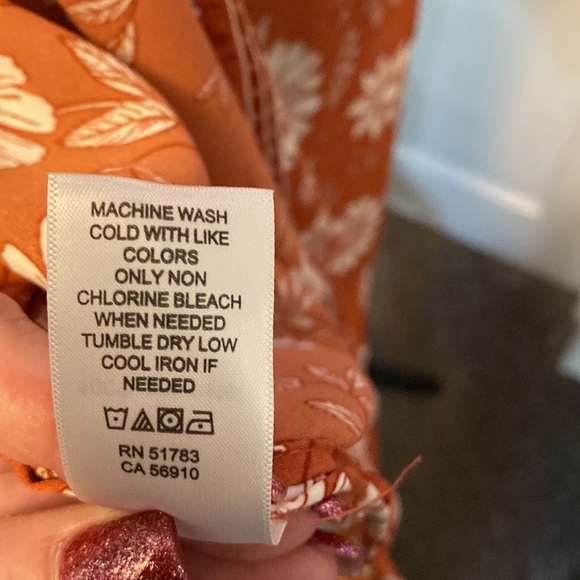 MACHINE WASH
COLD WITH LIKE
COLORS
ONLY NON
CHLORINE BLEACH
WHEN NEEDED
TUMBLE DRY LOW
COOL IRON IF
NEEDED
RN 51783
CA 56910